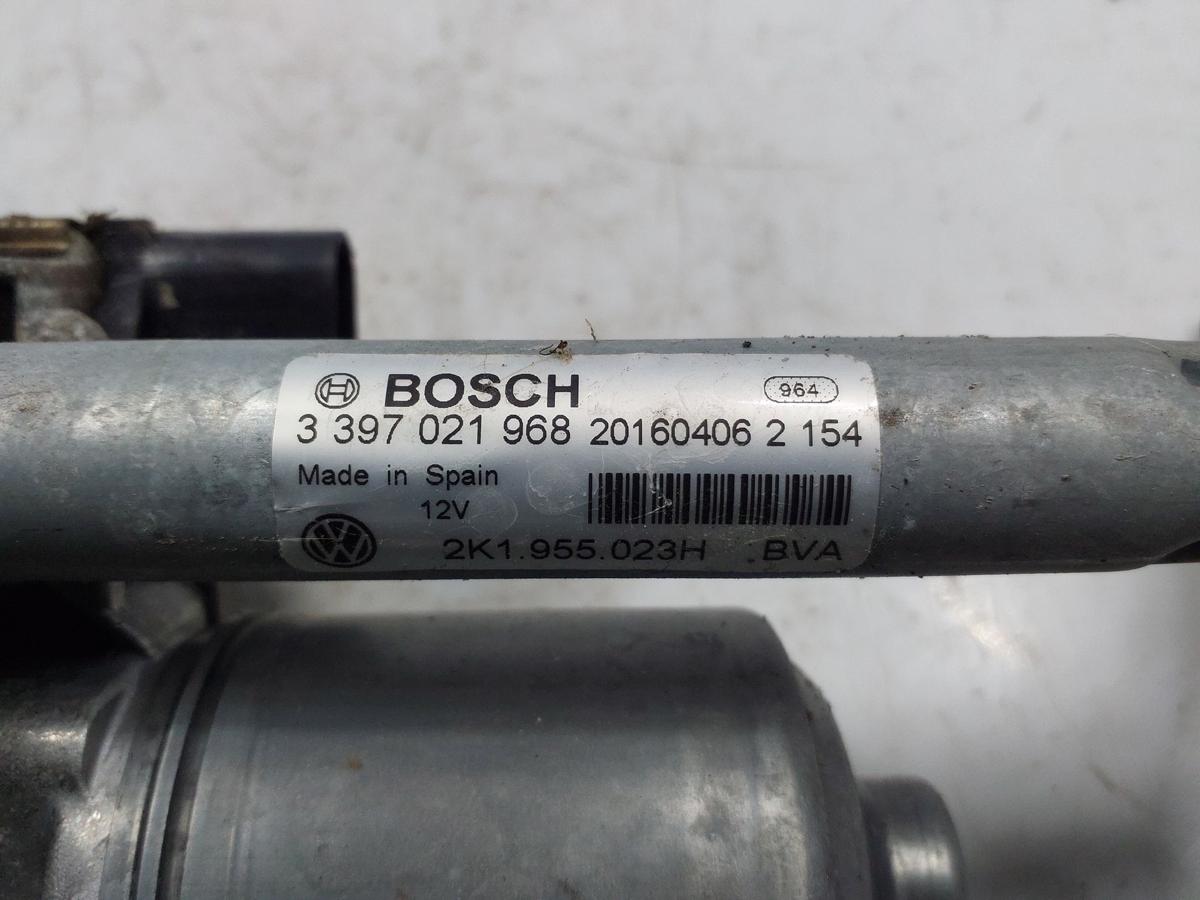 BOSCH 964
3 397 021 968 20160406 2 154
Made in Spain
12V
2K1.955.023H .BVA